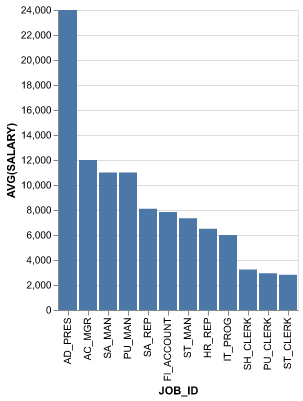 AVG(SALARY)
24,000
22,000
20,000
18,000
16,000
14,000
12,000
10,000
8,000
6,000
4,000
2,000
0
AD_PRES
AC_MGR
SA_MAN
PU_MAN
SA_REP
FI_ACCOUNT
ST_MAN
HR_REP
IT_PROG
SH_CLERK
PU_CLERK
ST_CLERK
JOB_ID